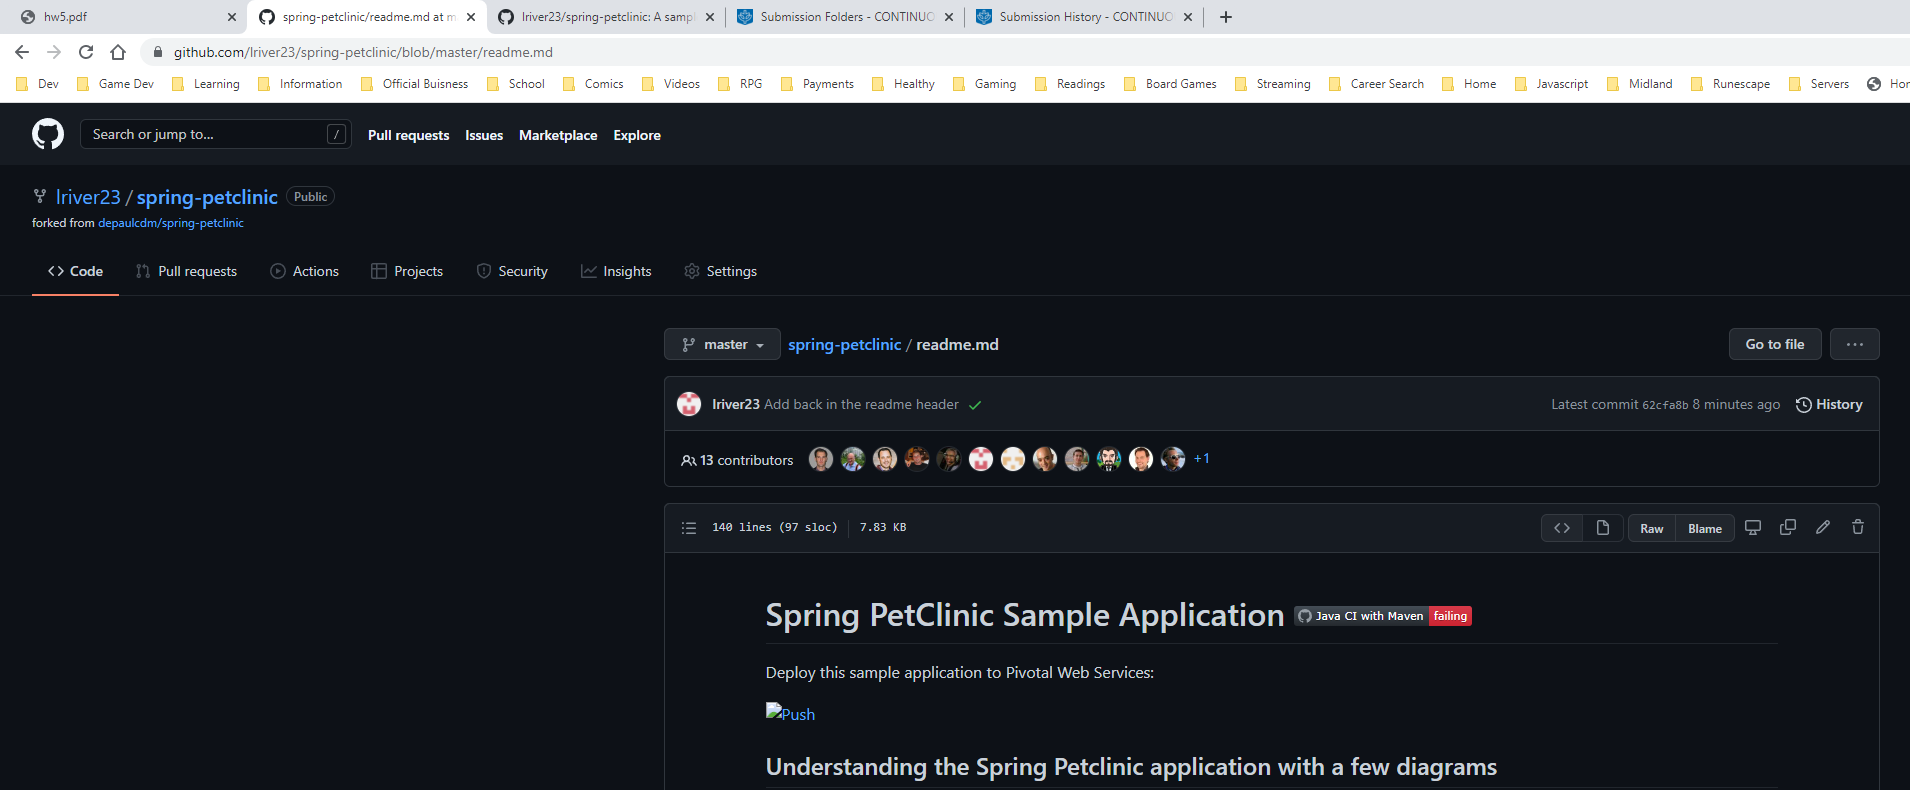 hw5.pdf
spring-petclinic/readme.md at m
lriver23/spring-petclinic: A sampl
Submission Folders - CONTINUO
Submission History - CONTINUO
github.com/lriver23/spring-petclinic/blob/master/readme.md
Dev Game Dev Learning Information Official Buisness School Comics Videos RPG Payments Healthy Gaming Readings Board Games Streaming Career Search Home Javascript Midland Runescape Servers Hor
Search or jump to... / Pull requests Issues Marketplace Explore
lriver23 / spring-petclinic Public
forked from depaulcdm/spring-petclinic
Code Pull requests Actions Projects Security Insights Settings
master spring-petclinic / readme.md Go to file ...
lriver23 Add back in the readme header Latest commit 62cfa8b 8 minutes ago History
13 contributors +1
140 lines (97 sloc) 7.83 KB Raw Blame
Spring PetClinic Sample Application Java CI with Maven failing
Deploy this sample application to Pivotal Web Services:
Push
Understanding the Spring Petclinic application with a few diagrams